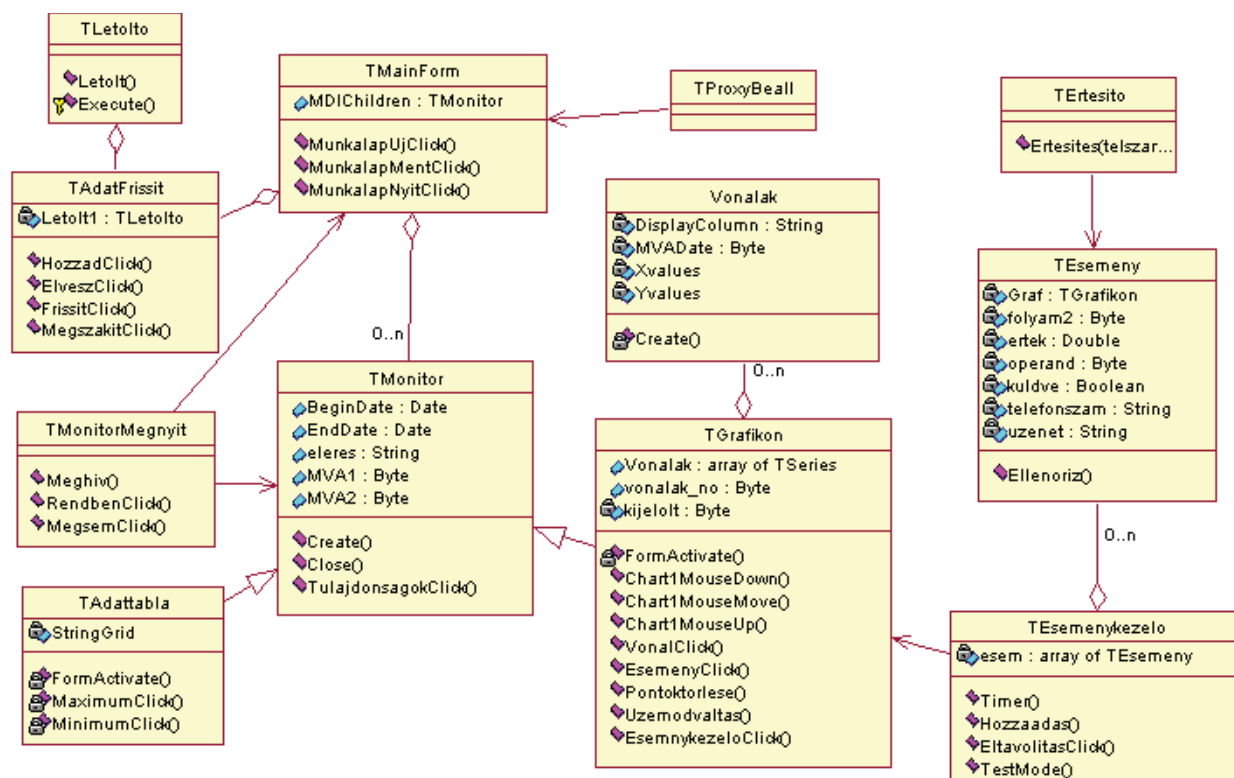 TLetolto
Letolt()
Execute()
TMainForm
MDIChildren : TMonitor
MunkalapUjClick()
MunkalapMentClick()
MunkalapNyitClick()
TProxyBeall
TErtesito
Ertesites(telszar...
TAdatFrissit
Letolt1 : TLetolto
HozzadClick()
ElveszClick()
FrissitClick()
MegszakitClick()
Vonalak
DisplayColumn : String
MVADate : Byte
Xvalues
Yvalues
Create()
TEsemeny
Graf : TGrafikon
folyam2 : Byte
ertek : Double
operand : Byte
kuldve : Boolean
telefonszam : String
uzenet : String
Ellenoriz()
0..n
0..n
0..n
TMonitorMegnyit
Meghiv()
RendbenClick()
MegsemClick()
TMonitor
BeginDate : Date
EndDate : Date
eleres : String
MVA1 : Byte
MVA2 : Byte
Create()
Close()
TulajdonsagokClick()
TGrafikon
Vonalak : array of TSeries
vonalak_no : Byte
kijelolt : Byte
FormActivate()
Chart1MouseDown()
Chart1MouseMove()
Chart1MouseUp()
VonalClick()
EsemenyClick()
Pontoktorlese()
Uzemodvaltas()
EsemnykezeloClick()
TAdattabla
StringGrid
FormActivate()
MaximumClick()
MinimumClick()
TEsemenykezelo
esem : array of TEsemeny
Timer()
Hozzaadas()
EltavolitasClick()
TestMode()